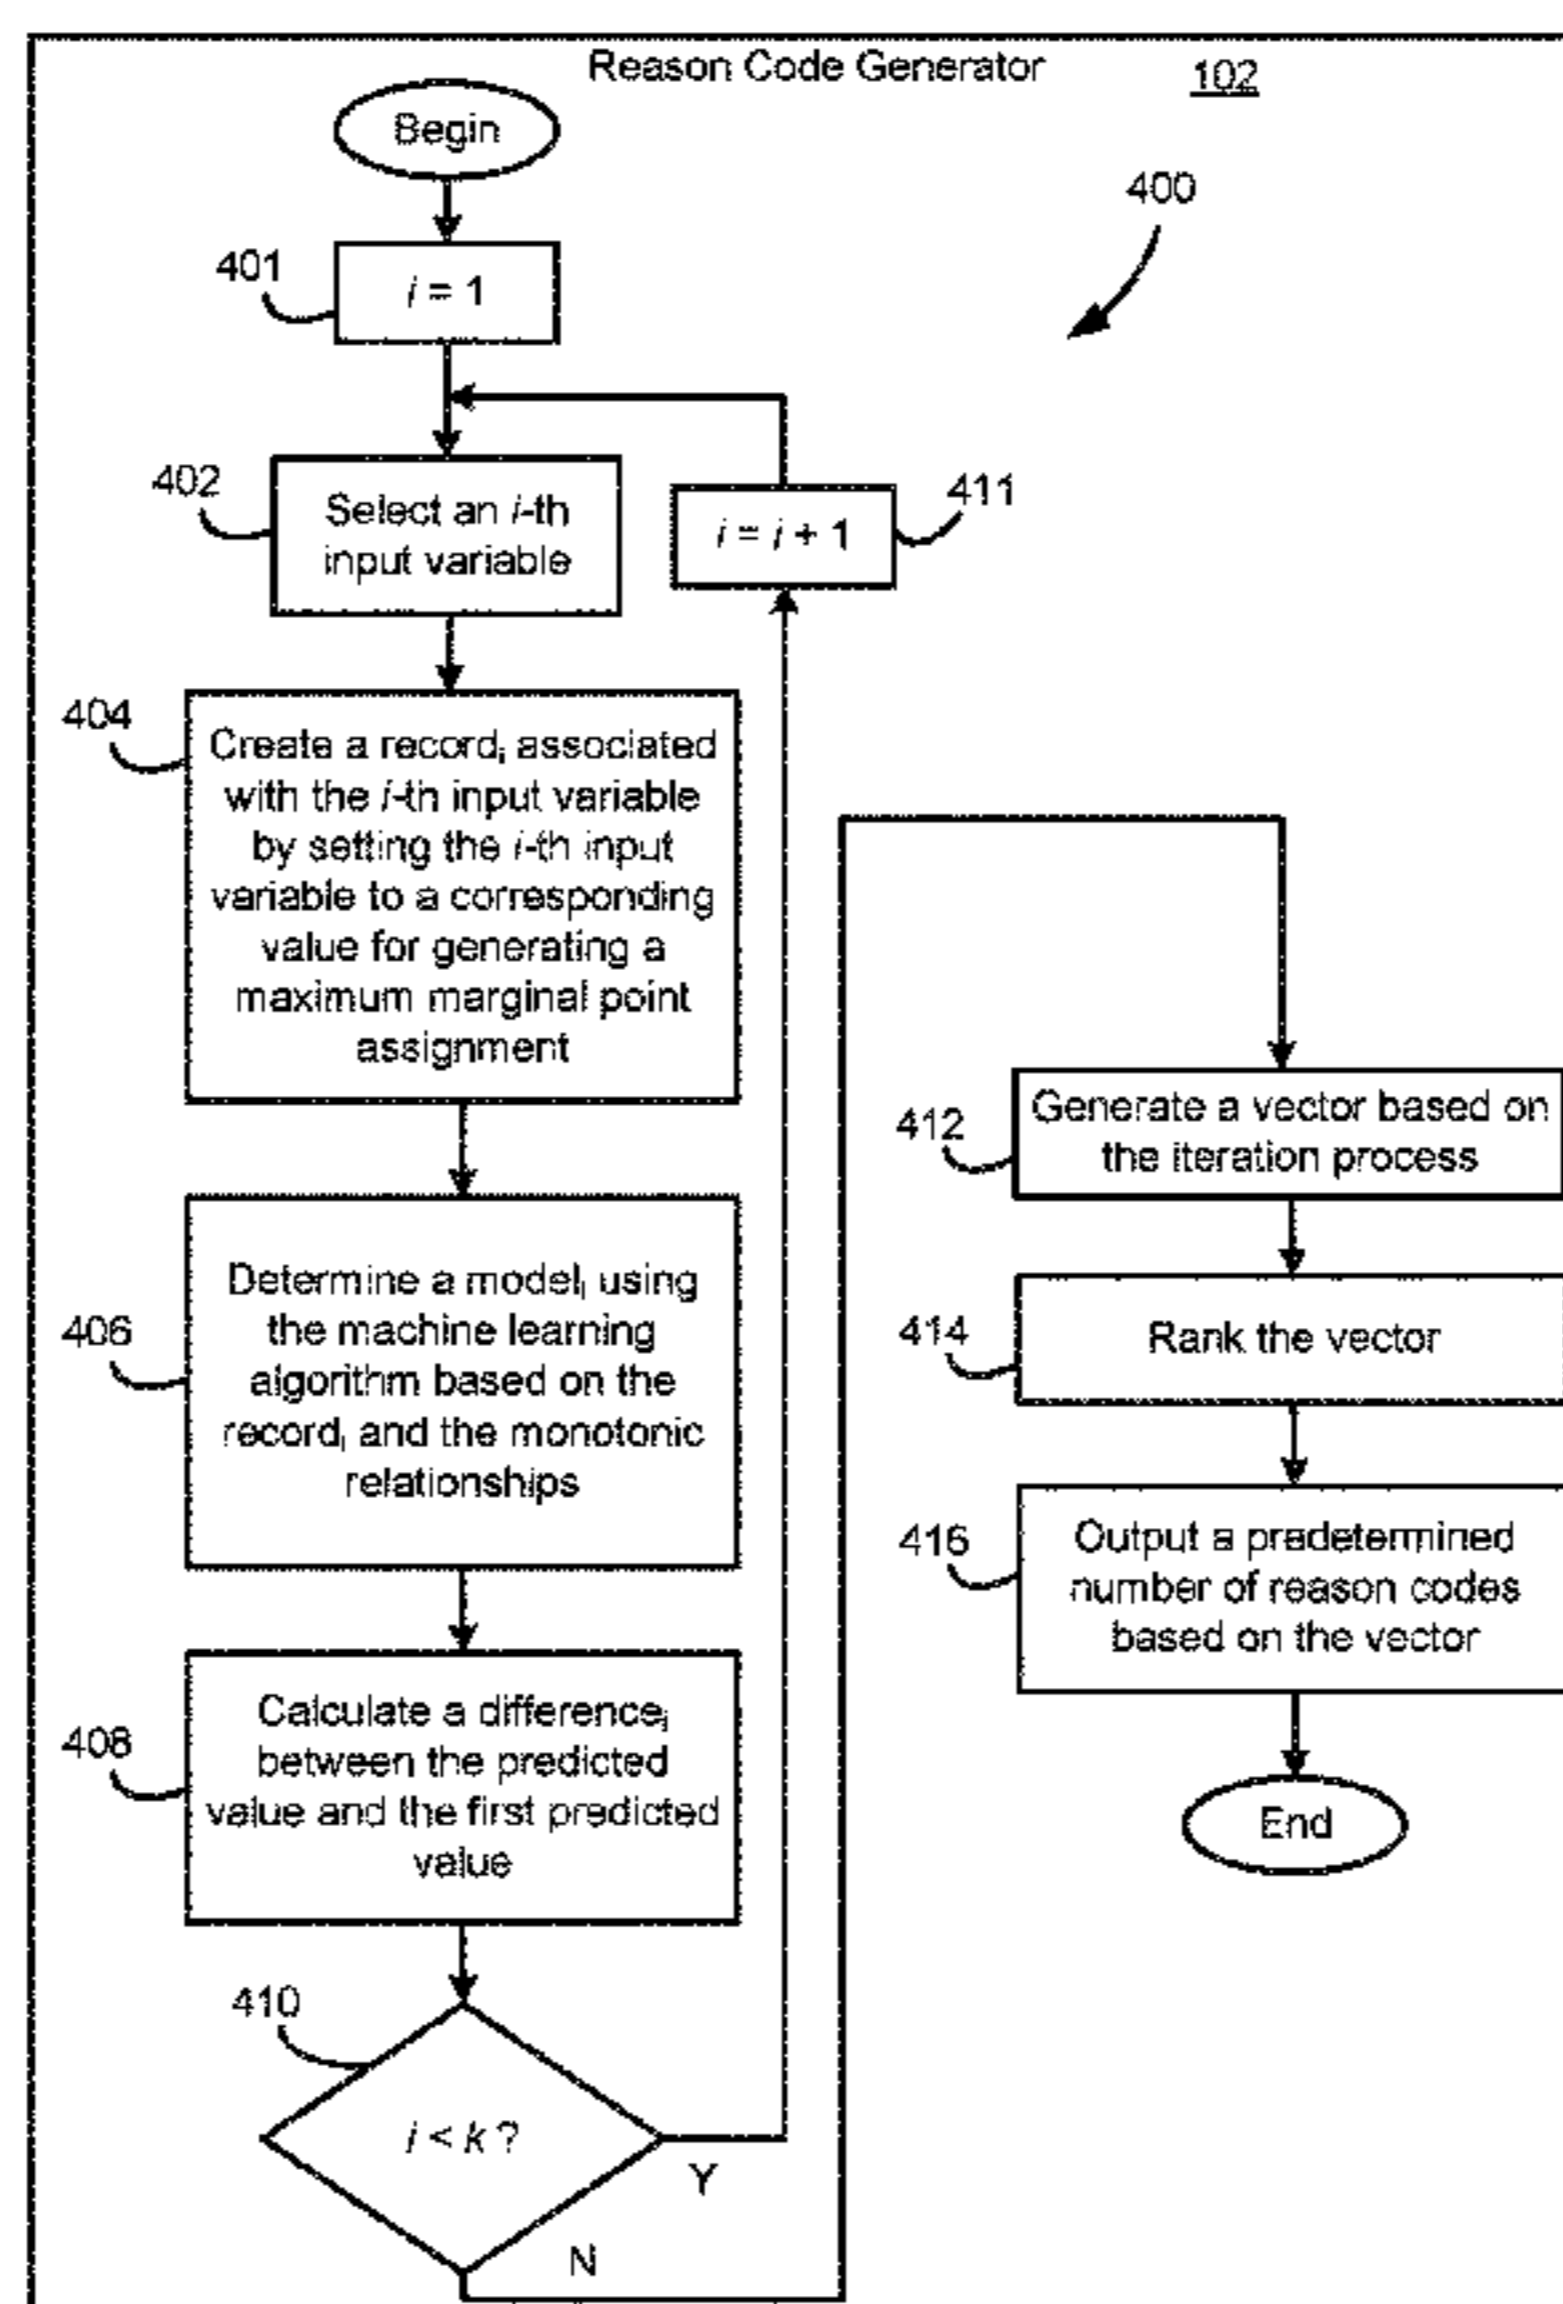 Reason Code Generator
102
Begin
400
401
i = 1
402
Select an i-th
input variable
411
i = i + 1
404
Create a recordᵢ associated
with the i-th input variable
by setting the i-th input
variable to a corresponding
value for generating a
maximum marginal point
assignment
406
Determine a modelᵢ using
the machine learning
algorithm based on the
recordᵢ and the monotonic
relationships
408
Calculate a differenceᵢ
between the predicted
value and the first predicted
value
410
i < k ?
Y
N
412
Generate a vector based on
the iteration process
414
Rank the vector
416
Output a predetermined
number of reason codes
based on the vector
End